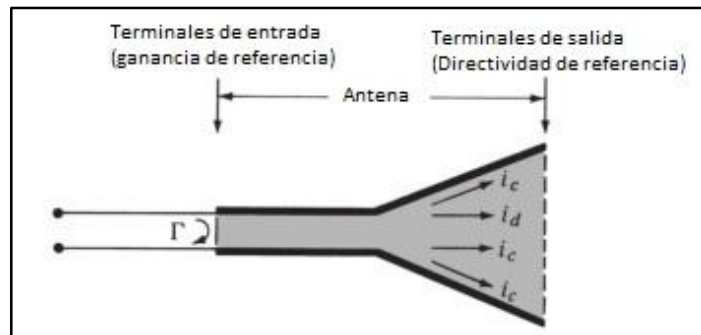 Terminales de entrada
(ganancia de referencia)
Terminales de salida
(Directividad de referencia)
Antena
Γ
i_c
i_d
i_c
i_c